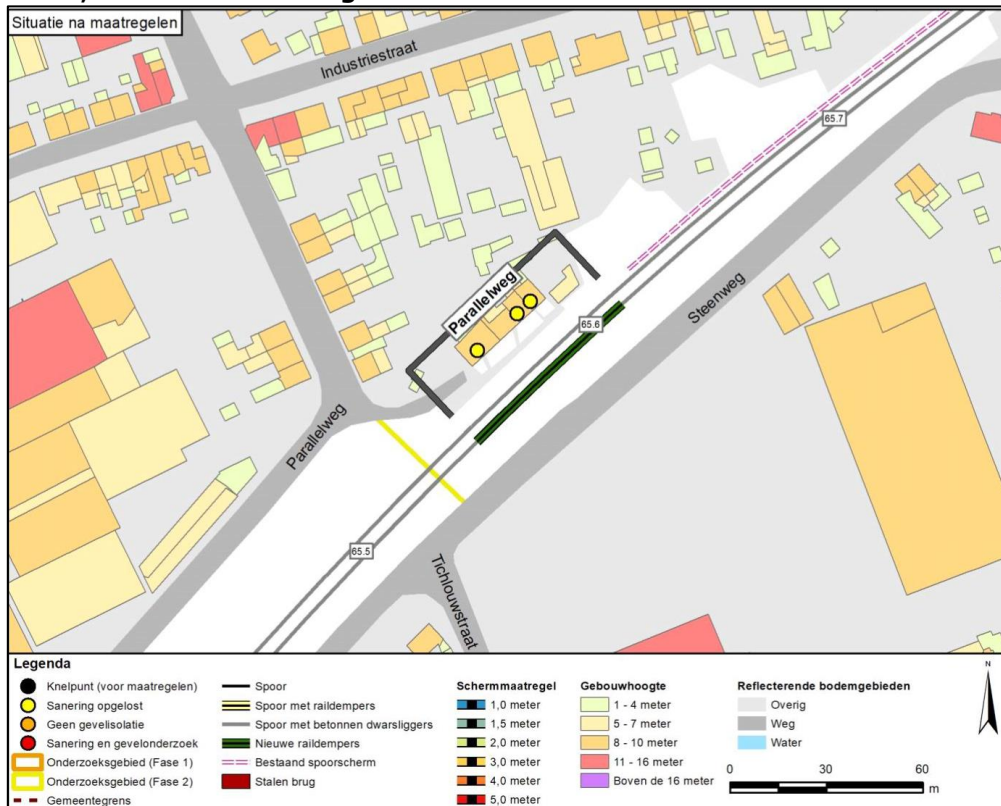 Situatie na maatregelen
Industriestraat
65.7
Parallelweg
65.6
Steenweg
Parallelweg
65.5
Tichlouwstraat
Legenda
Knelpunt (voor maatregelen)
Sanering opgelost
Geen gevelisolatie
Sanering en gevelonderzoek
Onderzoeksgebied (Fase 1)
Onderzoeksgebied (Fase 2)
Gemeentegrens
Spoor
Spoor met raildempers
Spoor met betonnen dwarsliggers
Nieuwe raildempers
Bestaand spoorscherm
Stalen brug
Schermmaatregel
1,0 meter
1,5 meter
2,0 meter
3,0 meter
4,0 meter
5,0 meter
Gebouwhoogte
1 - 4 meter
5 - 7 meter
8 - 10 meter
11 - 16 meter
Boven de 16 meter
Reflecterende bodemgebieden
Overig
Weg
Water
N
0 30 60
m